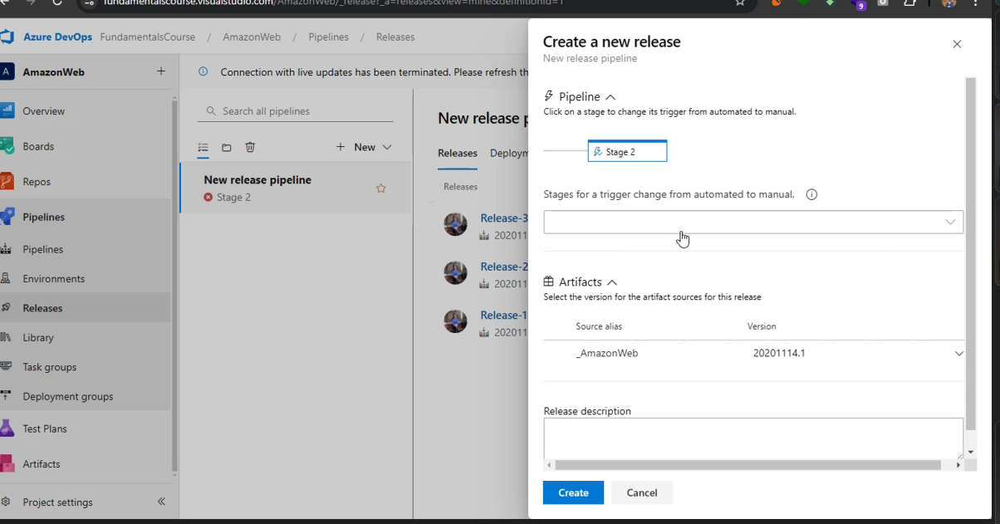 fundamentalscourse.visualstudio.com/AmazonWeb/_release?_a=releases&view=mine&definitionId=1
9
Azure DevOps FundamentalsCourse / AmazonWeb / Pipelines / Releases
A AmazonWeb +
Overview
Boards
Repos
Pipelines
Pipelines
Environments
Releases
Library
Task groups
Deployment groups
Test Plans
Artifacts
Project settings
Connection with live updates has been terminated. Please refresh th
Search all pipelines
New
New release pipeline
Stage 2
New release p
Releases Deploym
Releases
Release-3
202011
Release-2
202011
Release-1
202011
Create a new release
New release pipeline
Pipeline
Click on a stage to change its trigger from automated to manual.
Stage 2
Stages for a trigger change from automated to manual.
Artifacts
Select the version for the artifact sources for this release
Source alias Version
_AmazonWeb 20201114.1
Release description
Create Cancel